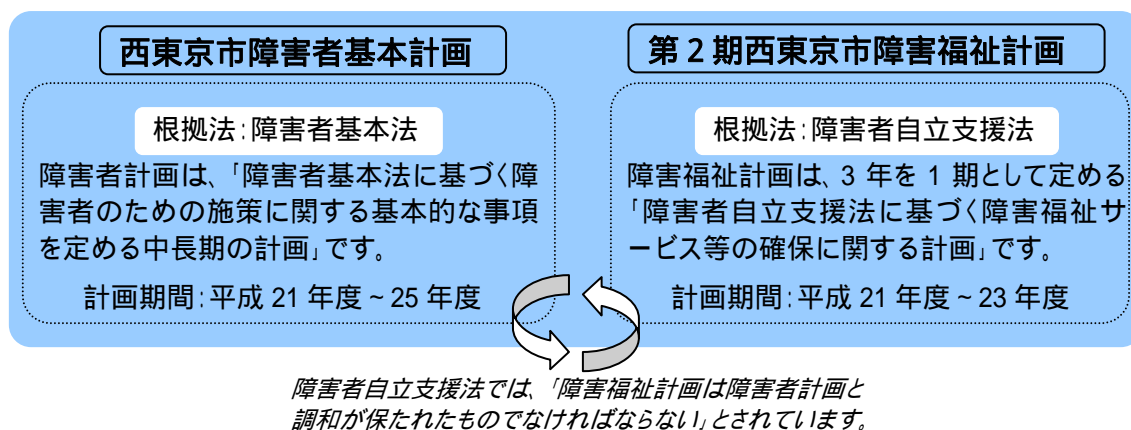 西東京市障害者基本計画
根拠法:障害者基本法
障害者計画は、「障害者基本法に基づく障
害者のための施策に関する基本的な事項
を定める中長期の計画」です。
計画期間:平成 21 年度~25 年度
第2期西東京市障害福祉計画
根拠法:障害者自立支援法
障害福祉計画は、3 年を 1 期として定める
「障害者自立支援法に基づく障害福祉サ
ービス等の確保に関する計画」です。
計画期間:平成 21 年度~23 年度
障害者自立支援法では、「障害福祉計画は障害者計画と
調和が保たれたものでなければならない」とされています。